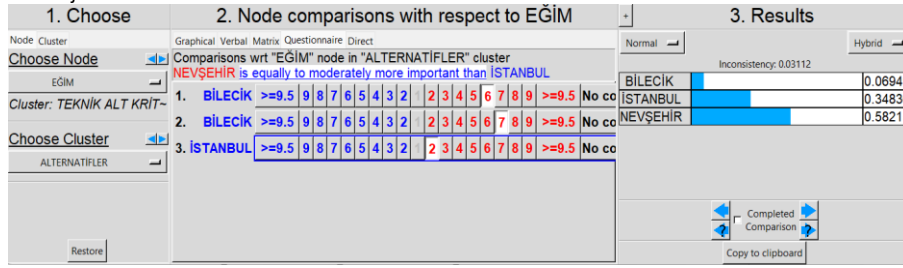 1. Choose
Node Cluster
Choose Node
EĞİM
Cluster: TEKNİK ALT KRİT~
Choose Cluster
ALTERNATİFLER
Restore
2. Node comparisons with respect to EĞİM
Graphical Verbal Matrix Questionnaire Direct
Comparisons wrt "EĞİM" node in "ALTERNATİFLER" cluster
NEVŞEHİR is equally to moderately more important than İSTANBUL
1. BİLECİK >=9.5 9 8 7 6 5 4 3 2 1 2 3 4 5 6 7 8 9 >=9.5 No co
2. BİLECİK >=9.5 9 8 7 6 5 4 3 2 1 2 3 4 5 6 7 8 9 >=9.5 No co
3. İSTANBUL >=9.5 9 8 7 6 5 4 3 2 1 2 3 4 5 6 7 8 9 >=9.5 No co
+ 3. Results
Normal Hybrid
Inconsistency: 0.03112
BİLECİK 0.0694
İSTANBUL 0.3483
NEVŞEHİR 0.5821
Completed
Comparison
Copy to clipboard